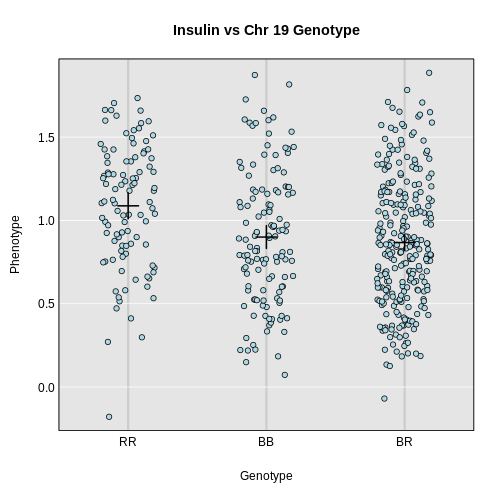 Insulin vs Chr 19 Genotype
Phenotype
1.5
1.0
0.5
0.0
RR BB BR
Genotype